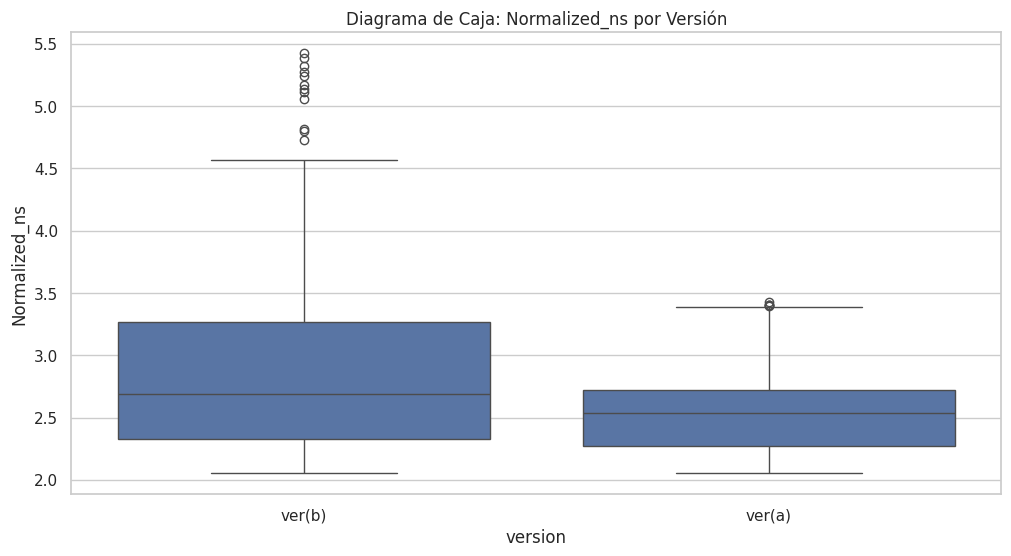 Diagrama de Caja: Normalized_ns por Versión
Normalized_ns
5.5
5.0
4.5
4.0
3.5
3.0
2.5
2.0
ver(b) ver(a)
version